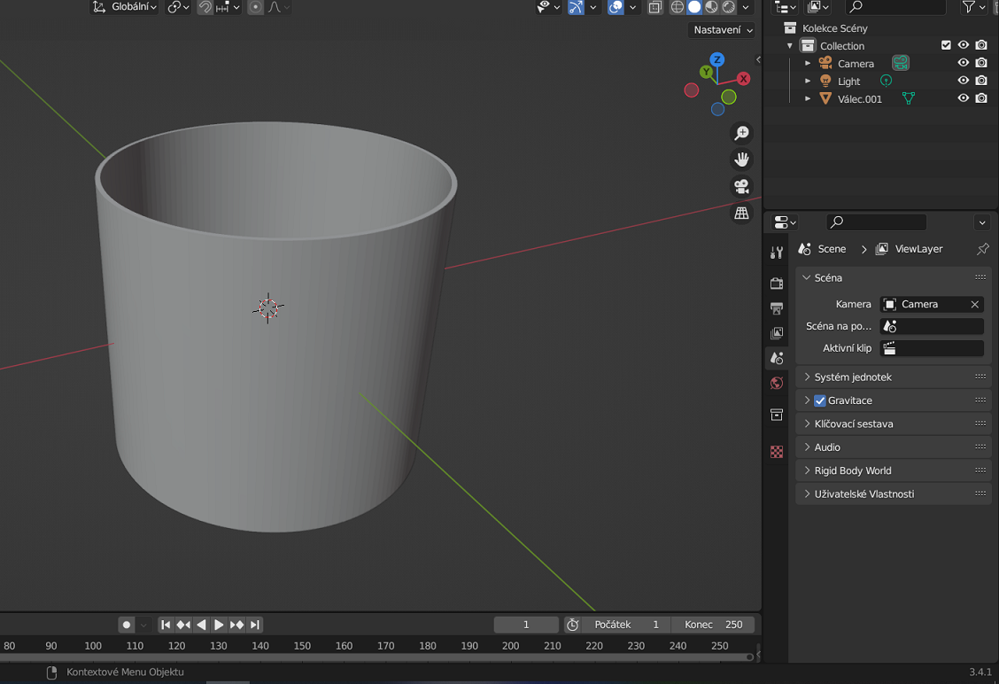 Globální
Nastavení
Z
Y
X
Kolekce Scény
Collection
Camera
Light
Válec.001
Scene
ViewLayer
Scéna
Kamera
Camera
Scéna na po...
Aktivní klip
Systém jednotek
Gravitace
Klíčovací sestava
Audio
Rigid Body World
Uživatelské Vlastnosti
1
Počátek 1
Konec 250
80 90 100 110 120 130 140 150 160 170 180 190 200 210 220 230 240 250
Kontextové Menu Objektu
3.4.1